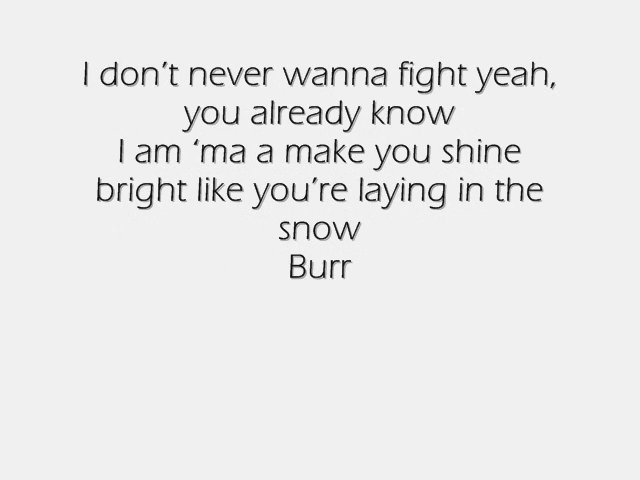 I don’t never wanna fight yeah,
you already know
I am ‘ma a make you shine
bright like you’re laying in the
snow
Burr